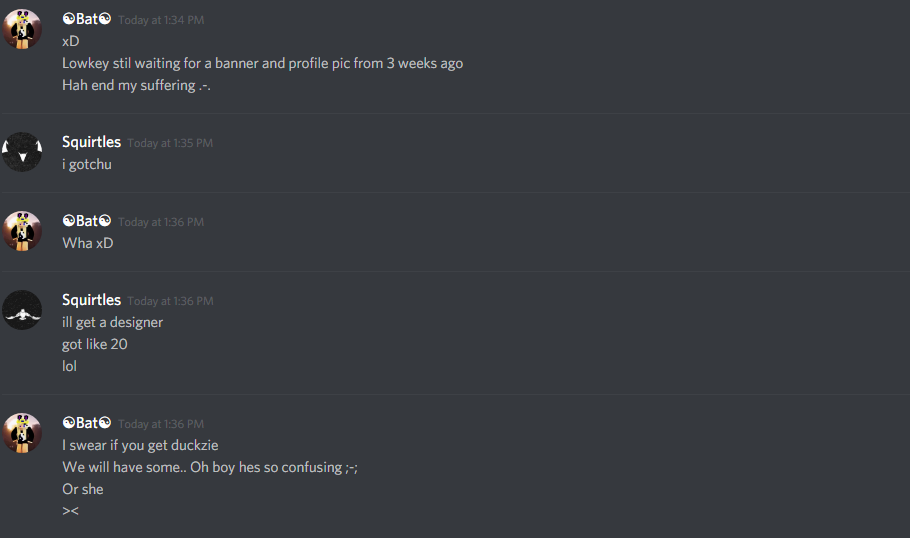 ☯Bat☯ Today at 1:34 PM
xD
Lowkey stil waiting for a banner and profile pic from 3 weeks ago
Hah end my suffering .-.
Squirtles Today at 1:35 PM
i gotchu
☯Bat☯ Today at 1:36 PM
Wha xD
Squirtles Today at 1:36 PM
ill get a designer
got like 20
lol
☯Bat☯ Today at 1:36 PM
I swear if you get duckzie
We will have some.. Oh boy hes so confusing ;-;
Or she
><